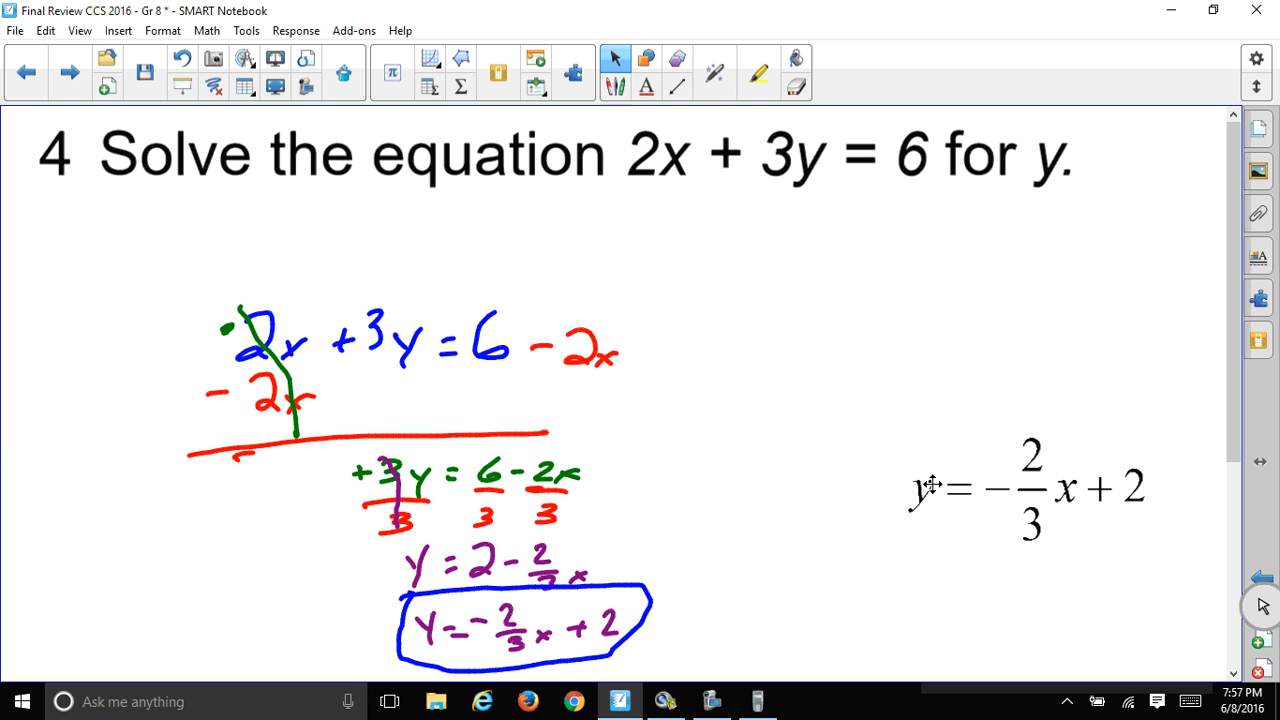 Final Review CCS 2016 - Gr 8 * - SMART Notebook
File Edit View Insert Format Math Tools Response Add-ons Help
4 Solve the equation 2x + 3y = 6 for y.
2x + 3y = 6 - 2x
- 2x
+3y = 6 - 2x
3 3 3
y = 2 - 2/3 x
y = - 2/3 x + 2
y = - 2/3 x + 2
Ask me anything
7:57 PM
6/8/2016